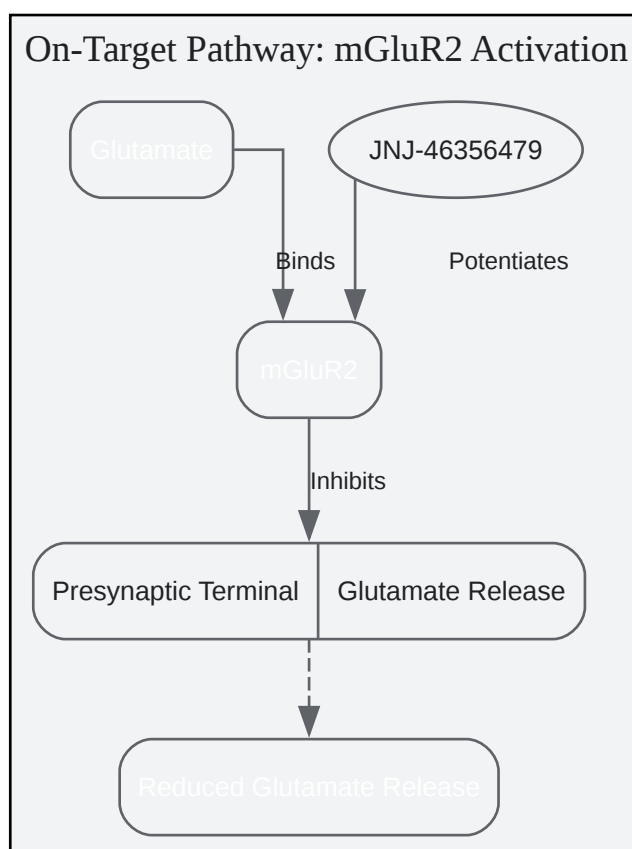 On-Target Pathway: mGluR2 Activation
Glutamate
JNJ-46356479
Binds
Potentiates
mGluR2
Inhibits
Presynaptic Terminal
Glutamate Release
Reduced Glutamate Release